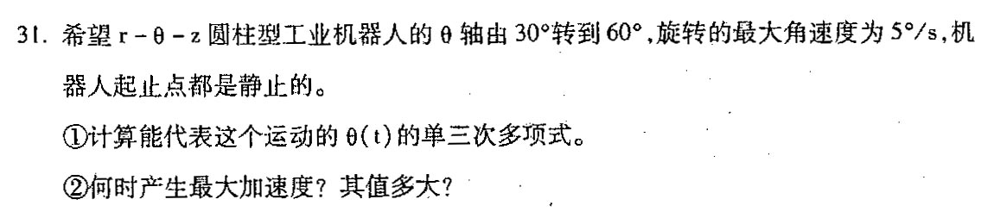 31. 希望 r-θ-z 圆柱型工业机器人的 θ 轴由 30°转到 60°,旋转的最大角速度为 5°/s,机
器人起止点都是静止的。
①计算能代表这个运动的 θ(t)的单三次多项式。
②何时产生最大加速度？其值多大？